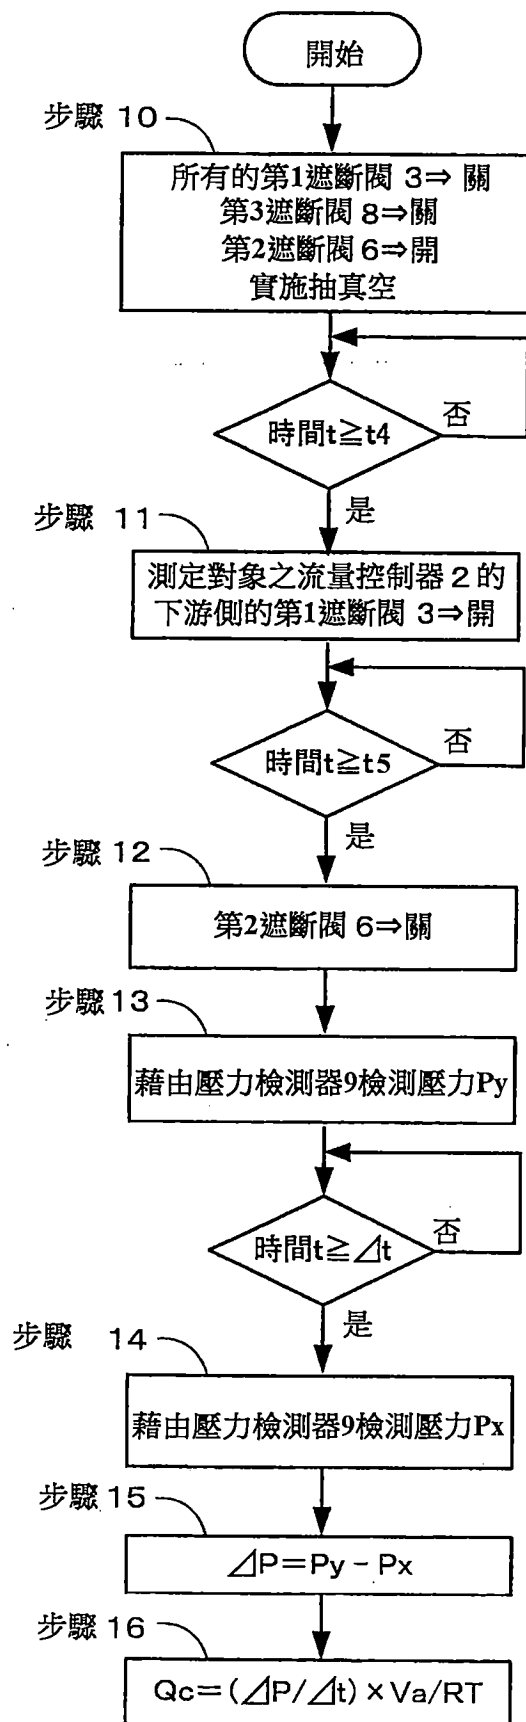 開始
步驟 10
所有的第1遮斷閥 3⇒ 關
第3遮斷閥 8⇒關
第2遮斷閥 6⇒開
實施抽真空
時間t≧t4
否
是
步驟 11
測定對象之流量控制器 2 的
下游側的第1遮斷閥 3⇒開
時間t≧t5
否
是
步驟 12
第2遮斷閥 6⇒關
步驟 13
藉由壓力檢測器9檢測壓力Py
時間t≧⊿t
否
是
步驟 14
藉由壓力檢測器9檢測壓力Px
步驟 15
⊿P=Py - Px
步驟 16
Qc=(⊿P/⊿t)×Va/RT